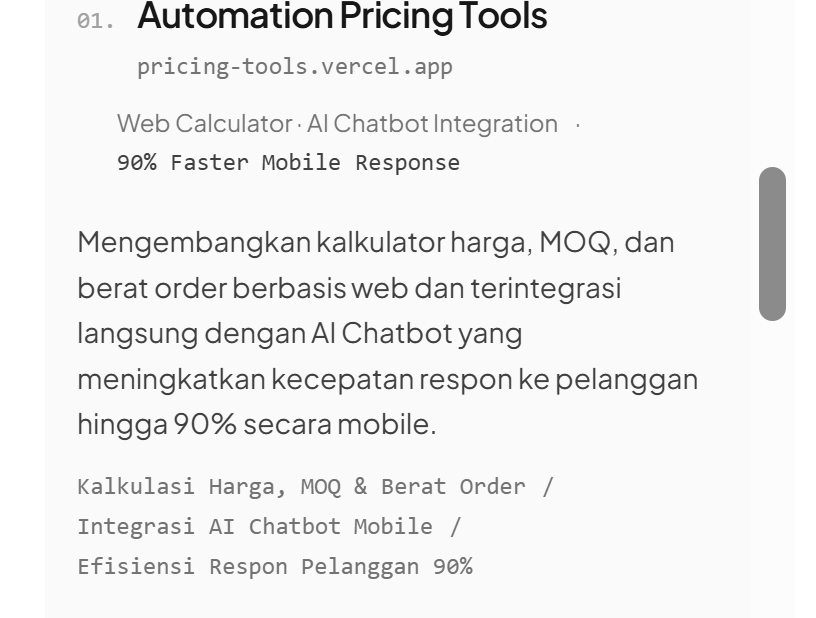 01. Automation Pricing Tools
pricing-tools.vercel.app
Web Calculator · AI Chatbot Integration ·
90% Faster Mobile Response
Mengembangkan kalkulator harga, MOQ, dan
berat order berbasis web dan terintegrasi
langsung dengan AI Chatbot yang
meningkatkan kecepatan respon ke pelanggan
hingga 90% secara mobile.
Kalkulasi Harga, MOQ & Berat Order /
Integrasi AI Chatbot Mobile /
Efisiensi Respon Pelanggan 90%